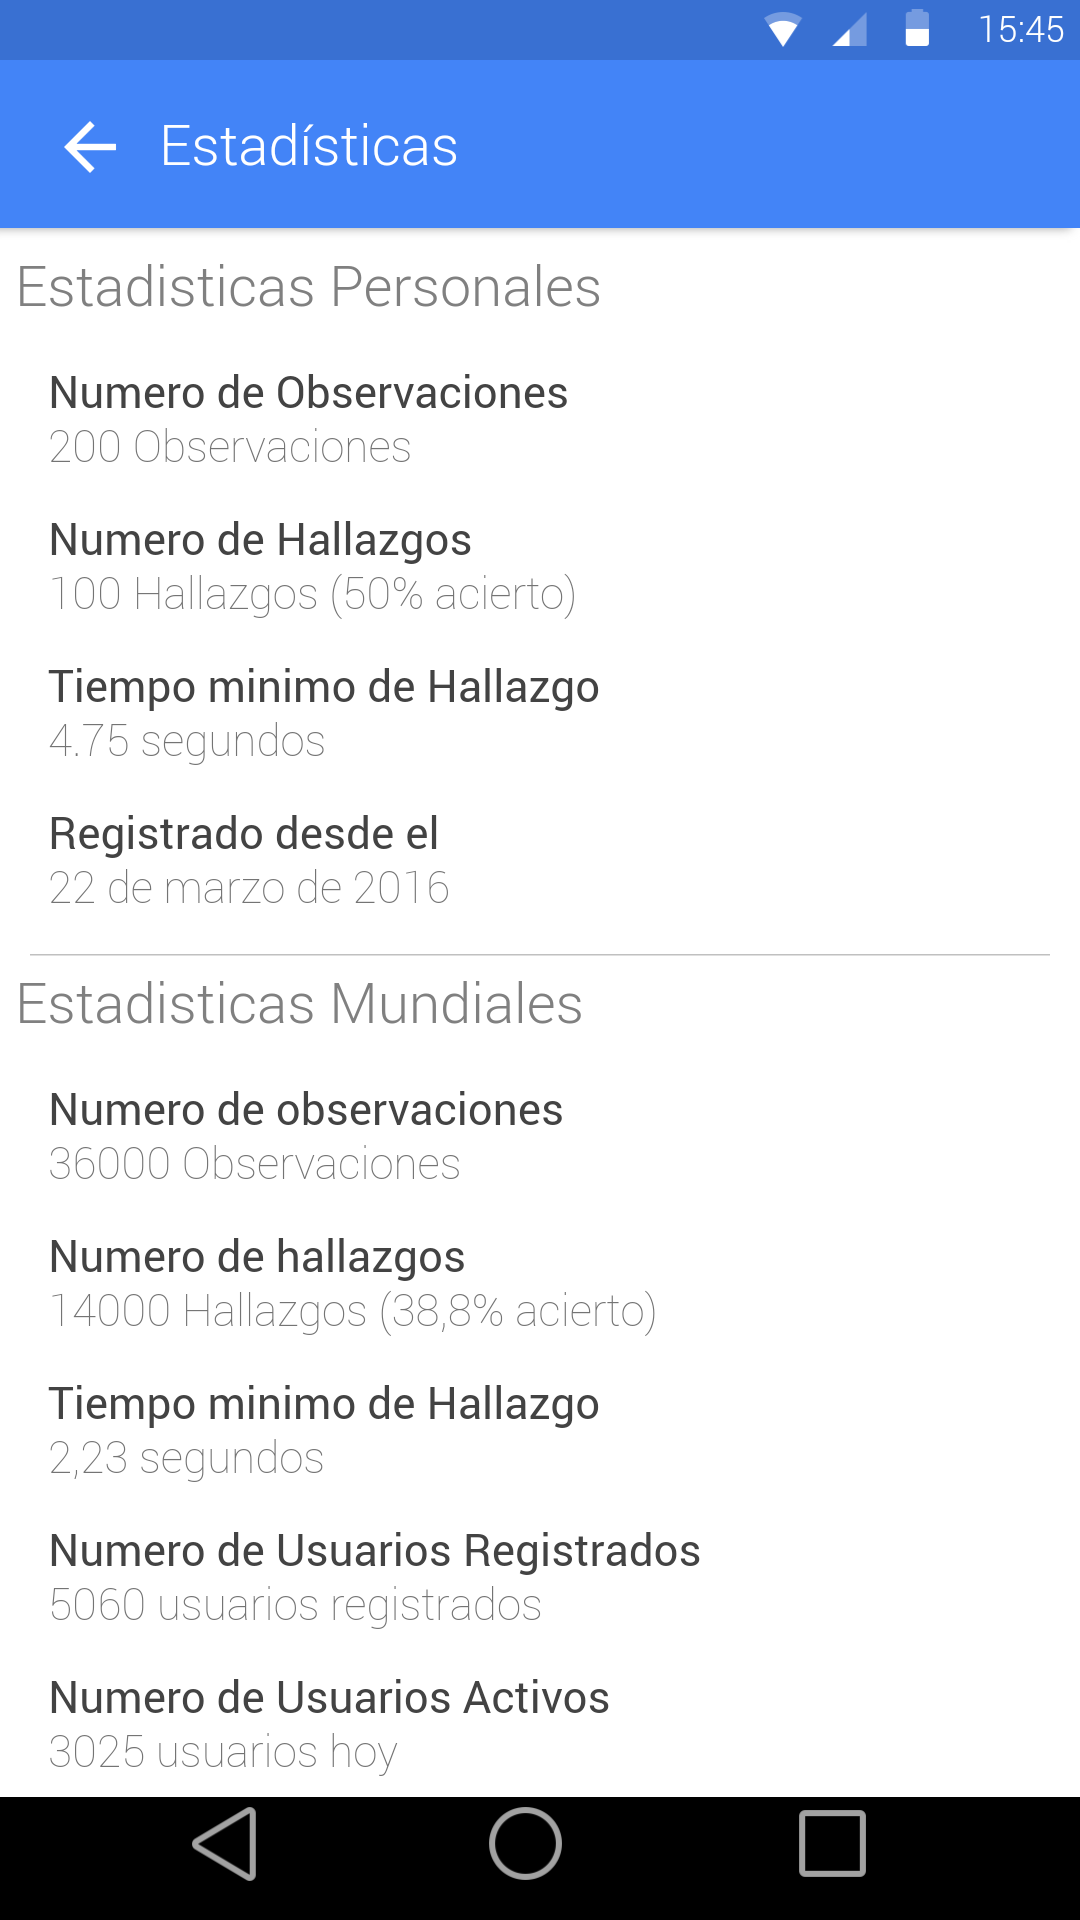 15:45
Estadísticas
Estadisticas Personales
Numero de Observaciones
200 Observaciones
Numero de Hallazgos
100 Hallazgos (50% acierto)
Tiempo minimo de Hallazgo
4.75 segundos
Registrado desde el
22 de marzo de 2016
Estadisticas Mundiales
Numero de observaciones
36000 Observaciones
Numero de hallazgos
14000 Hallazgos (38,8% acierto)
Tiempo minimo de Hallazgo
2,23 segundos
Numero de Usuarios Registrados
5060 usuarios registrados
Numero de Usuarios Activos
3025 usuarios hoy